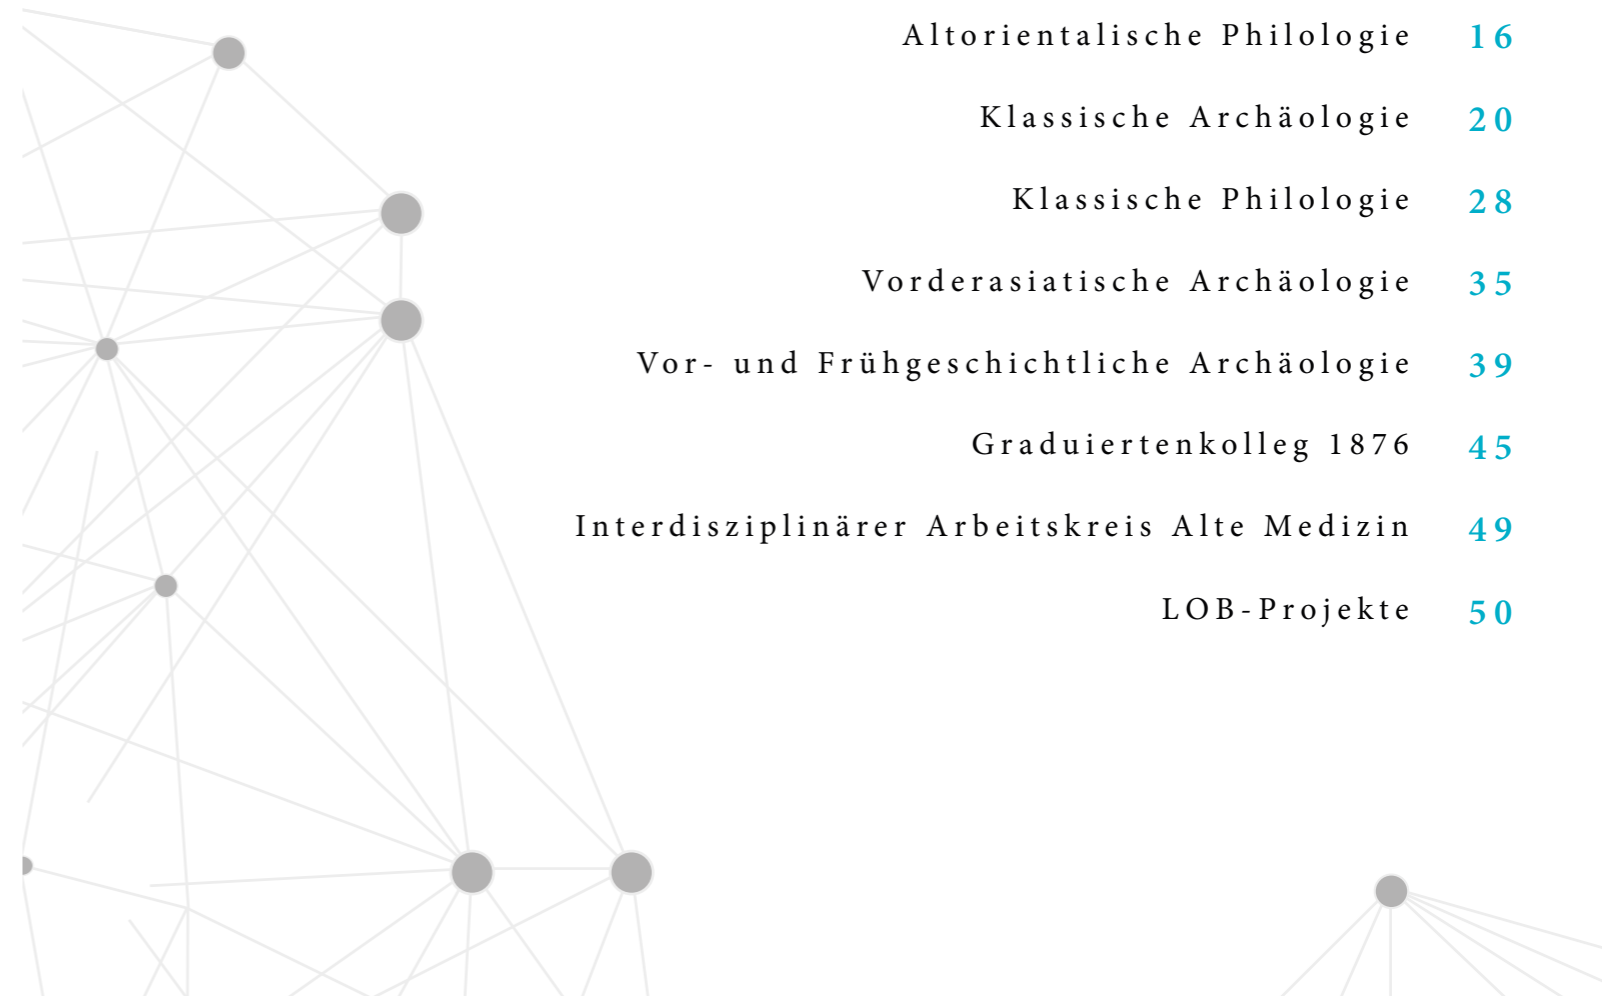 Altorientalische Philologie 16
Klassische Archäologie 20
Klassische Philologie 28
Vorderasiatische Archäologie 35
Vor- und Frühgeschichtliche Archäologie 39
Graduiertenkolleg 1876 45
Interdisziplinärer Arbeitskreis Alte Medizin 49
LOB-Projekte 50